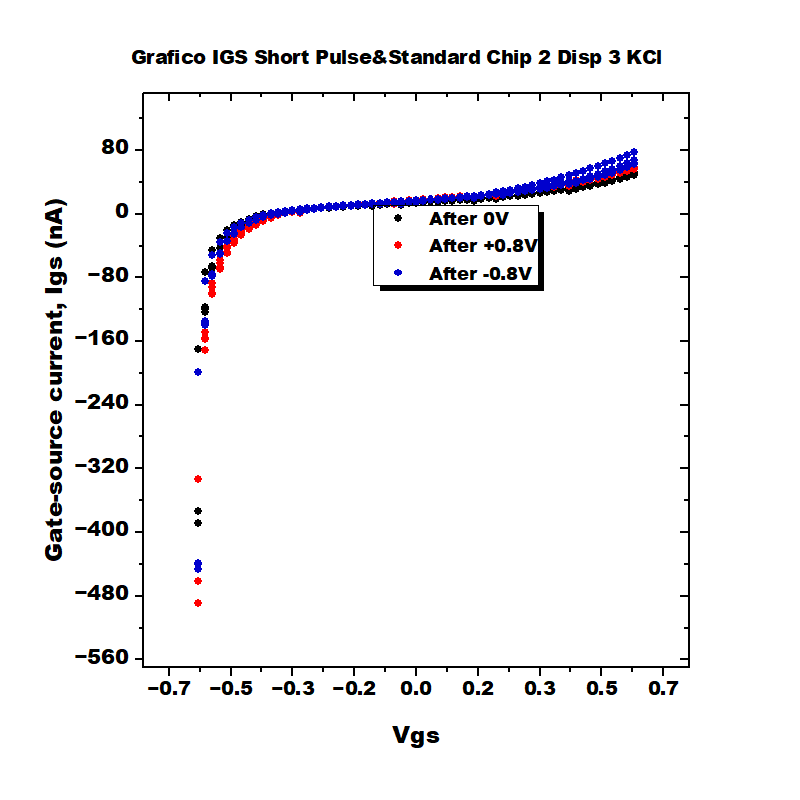 Grafico IGS Short Pulse&Standard Chip 2 Disp 3 KCl
80
0
−80
−160
−240
−320
−400
−480
−560
Gate-source current, Igs (nA)
After 0V
After +0.8V
After -0.8V
−0.7 −0.5 −0.3 −0.2 0.0 0.2 0.3 0.5 0.7
Vgs